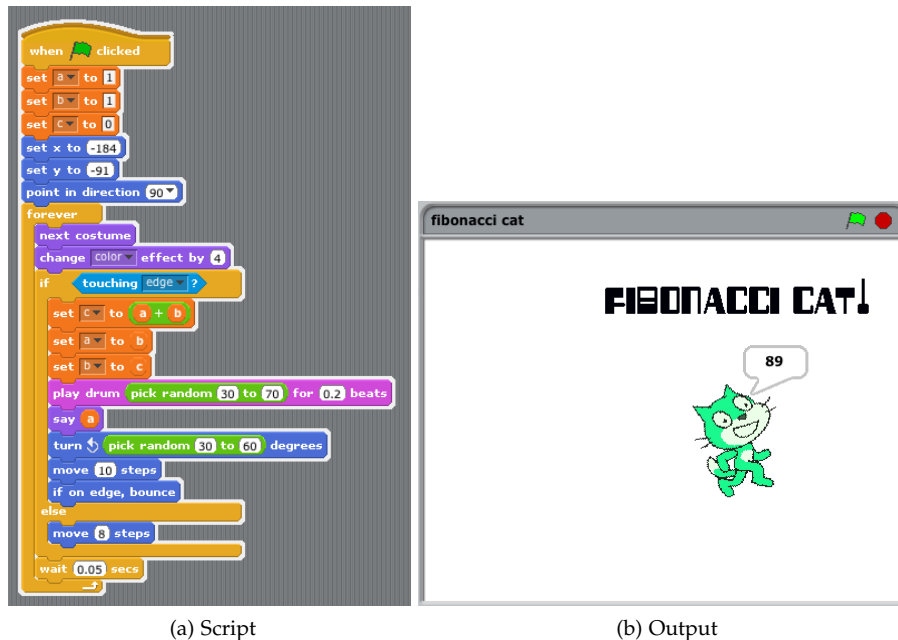 when clicked
set a to 1
set b to 1
set c to 0
set x to -184
set y to -91
point in direction 90
forever
next costume
change color effect by 4
if touching edge ?
set c to a + b
set a to b
set b to c
play drum pick random 30 to 70 for 0.2 beats
say a
turn pick random 30 to 60 degrees
move 10 steps
if on edge, bounce
else
move 8 steps
wait 0.05 secs
(a) Script
fibonacci cat
FIBONACCI CAT!
89
(b) Output